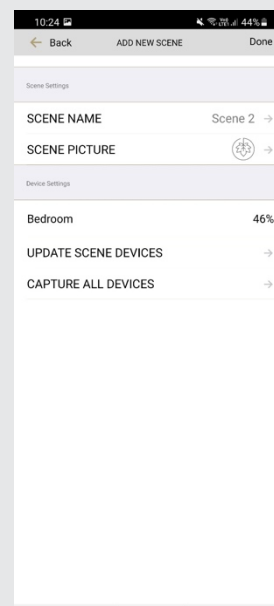 10:24 44%
Back ADD NEW SCENE Done
Scene Settings
SCENE NAME Scene 2
SCENE PICTURE
Device Settings
Bedroom 46%
UPDATE SCENE DEVICES
CAPTURE ALL DEVICES